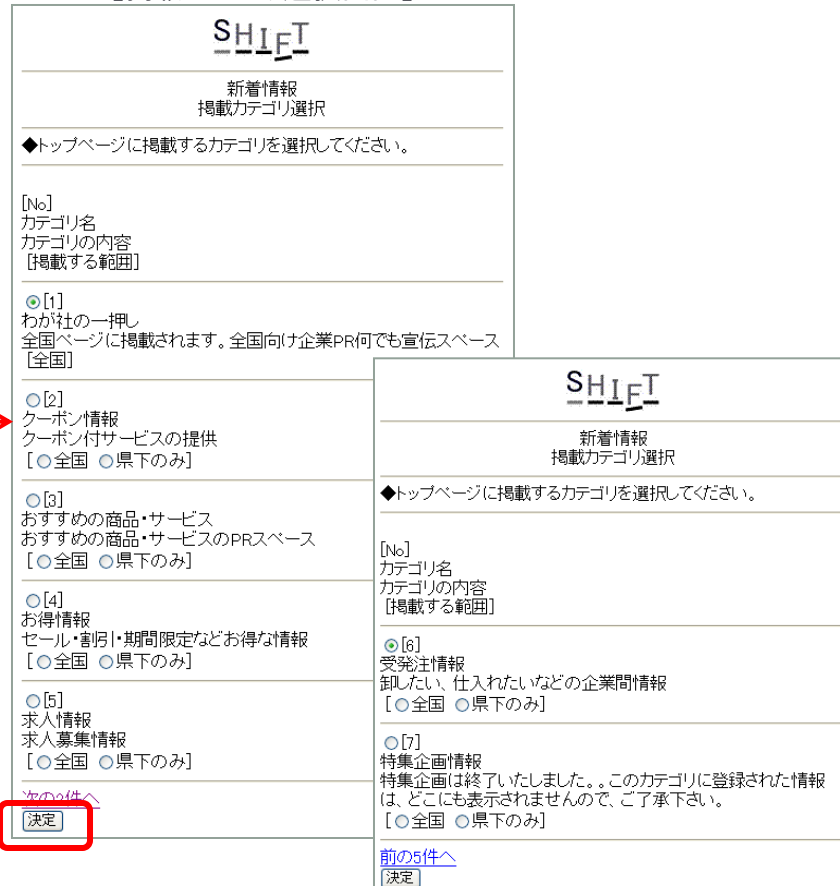 SHIFT
新着情報
掲載カテゴリ選択
◆トップページに掲載するカテゴリを選択してください。
[No]
カテゴリ名
カテゴリの内容
[掲載する範囲]
[1]
わが社の一押し
全国ページに掲載されます。全国向け企業PR何でも宣伝スペース
[全国]
[2]
クーポン情報
クーポン付サービスの提供
[○全国 ○県下のみ]
[3]
おすすめの商品・サービス
おすすめの商品・サービスのPRスペース
[○全国 ○県下のみ]
[4]
お得情報
セール・割引・期間限定などお得な情報
[○全国 ○県下のみ]
[5]
求人情報
求人募集情報
[○全国 ○県下のみ]
次の2件へ
決定
SHIFT
新着情報
掲載カテゴリ選択
◆トップページに掲載するカテゴリを選択してください。
[No]
カテゴリ名
カテゴリの内容
[掲載する範囲]
[6]
受発注情報
卸したい、仕入れたいなどの企業間情報
[○全国 ○県下のみ]
[7]
特集企画情報
特集企画は終了いたしました。。このカテゴリに登録された情報
は、どこにも表示されませんので、ご了承下さい。
[○全国 ○県下のみ]
前の5件へ
決定